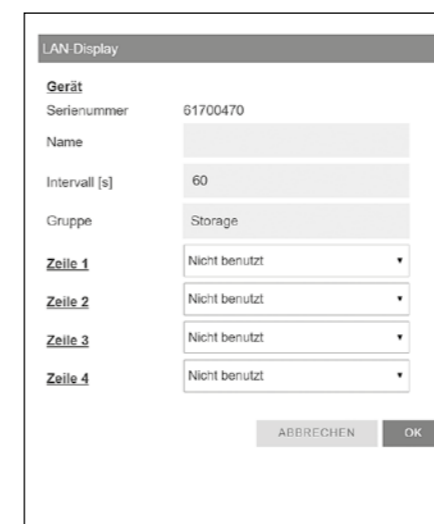 LAN-Display
Gerät
Serienummer 61700470
Name
Intervall [s] 60
Gruppe Storage
Zeile 1 Nicht benutzt
Zeile 2 Nicht benutzt
Zeile 3 Nicht benutzt
Zeile 4 Nicht benutzt
ABBRECHEN OK